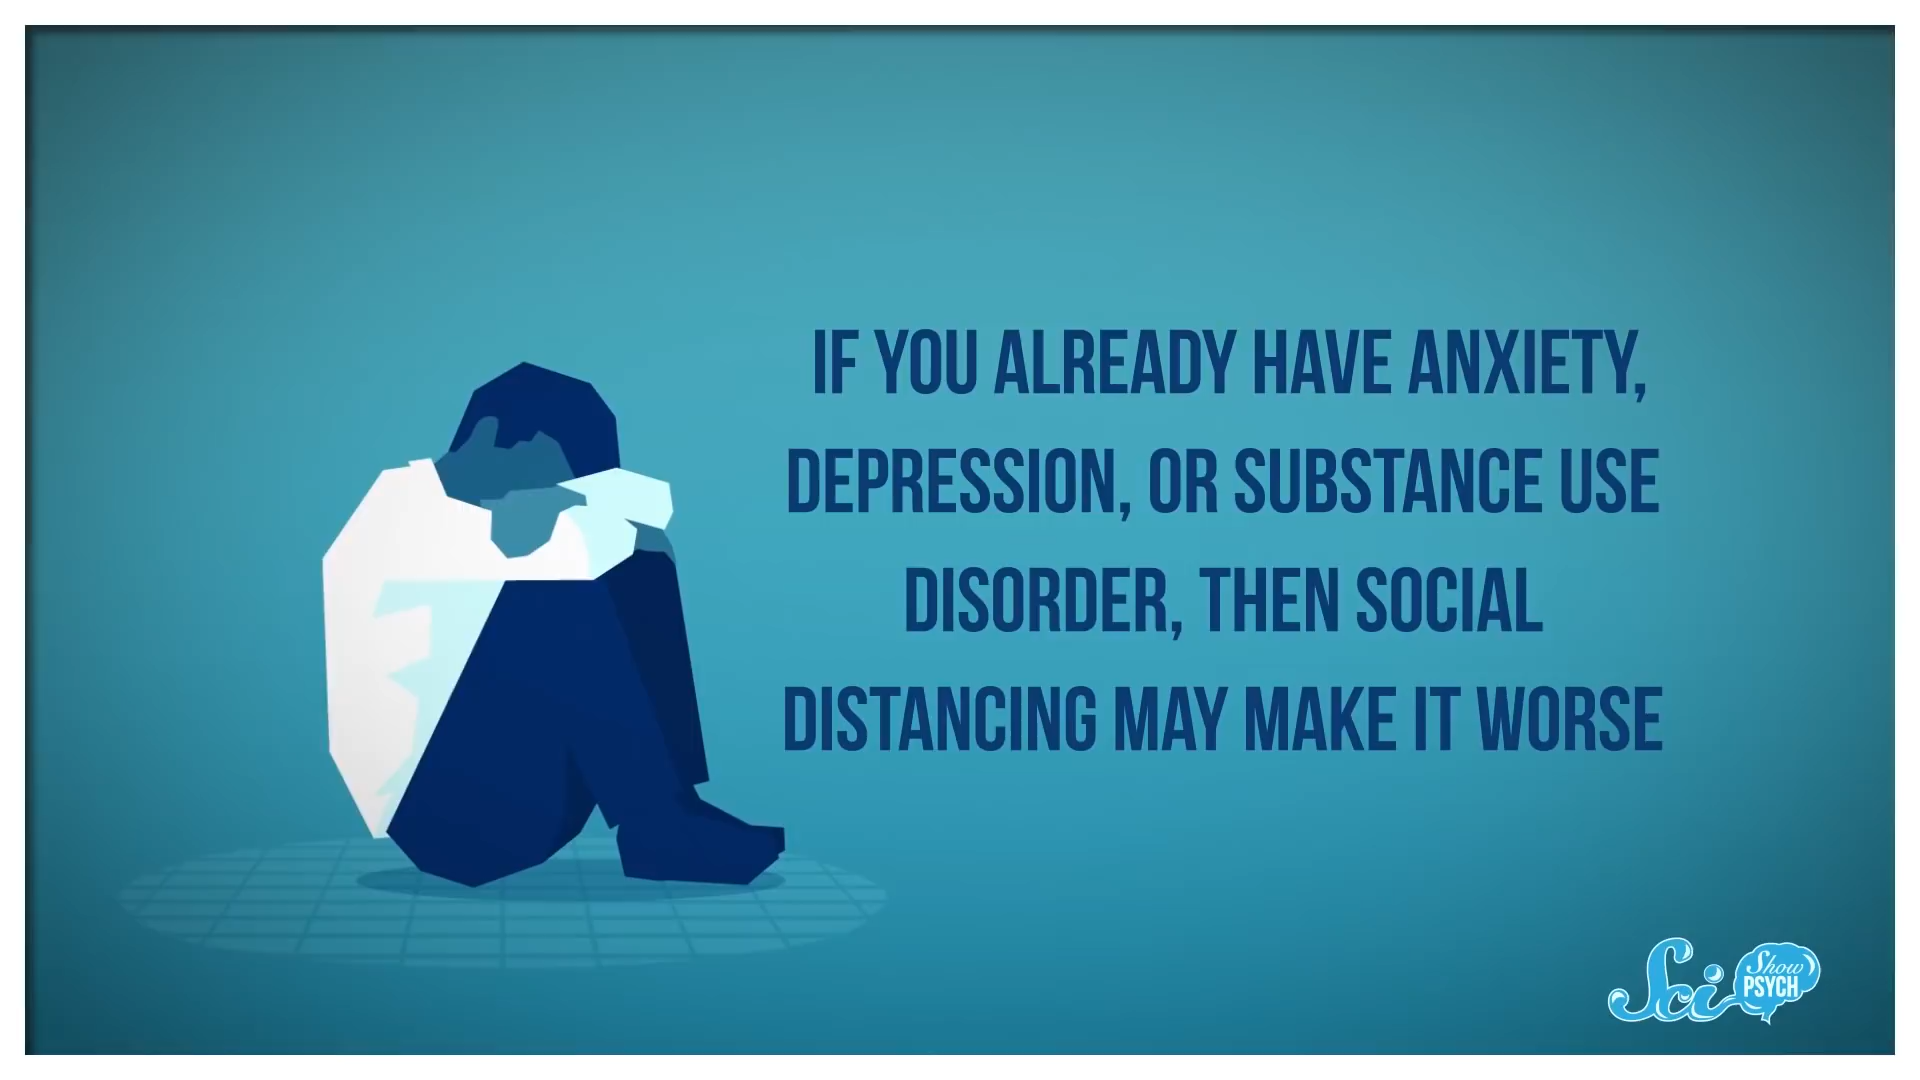 IF YOU ALREADY HAVE ANXIETY,
DEPRESSION, OR SUBSTANCE USE
DISORDER, THEN SOCIAL
DISTANCING MAY MAKE IT WORSE
Sci Show
PSYCH